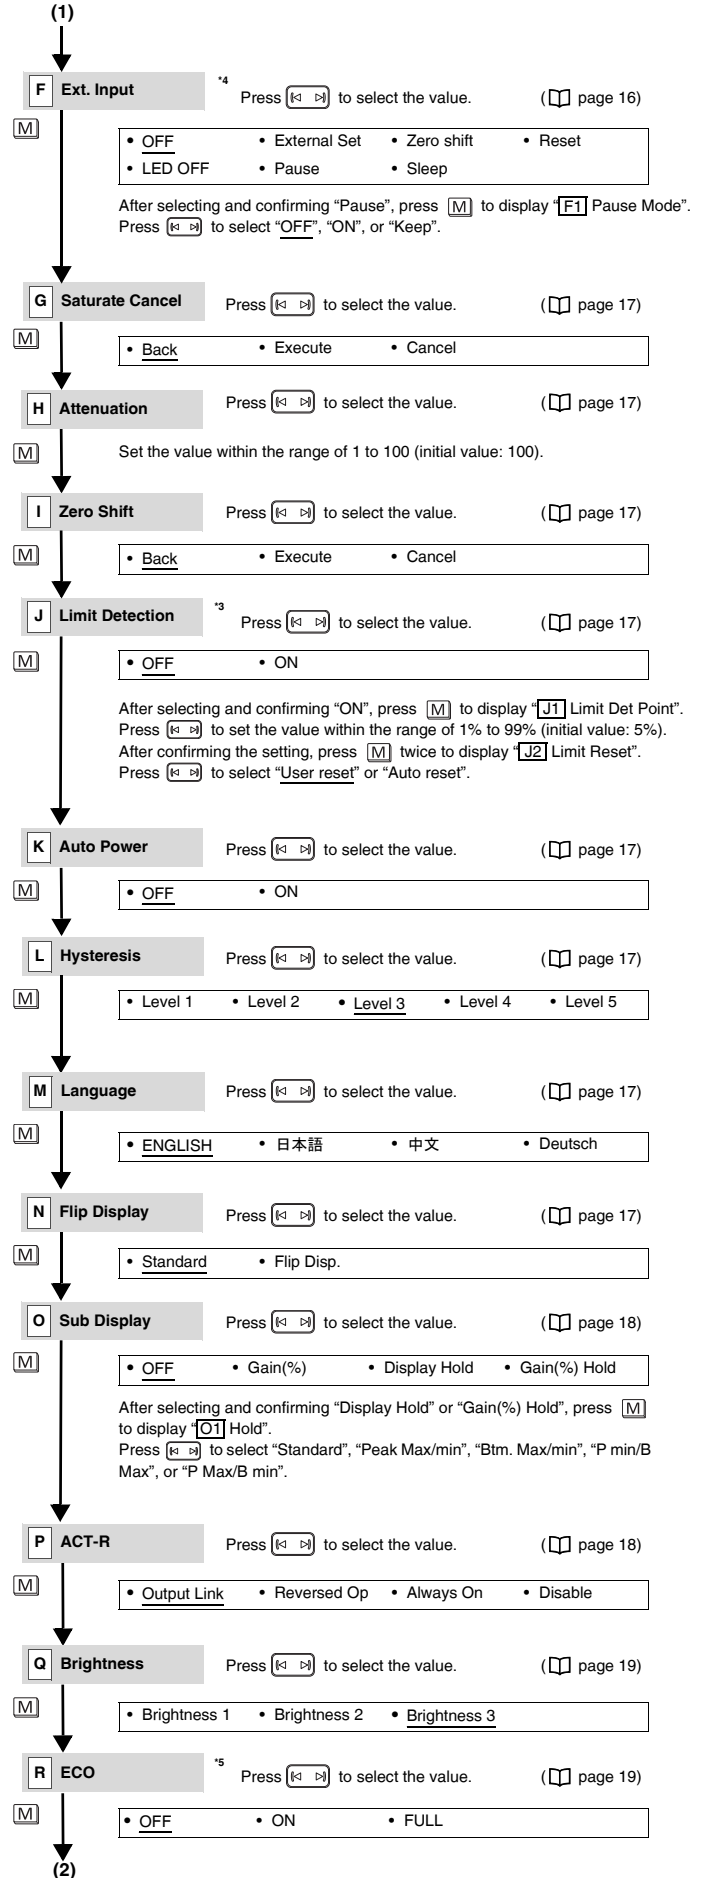 (1)
F Ext. Input *4 Press to select the value. ( page 16)
M
• OFF • External Set • Zero shift • Reset
• LED OFF • Pause • Sleep
After selecting and confirming “Pause”, press M to display “F1 Pause Mode”.
Press to select “OFF”, “ON”, or “Keep”.
G Saturate Cancel Press to select the value. ( page 17)
M
• Back • Execute • Cancel
H Attenuation Press to select the value. ( page 17)
M Set the value within the range of 1 to 100 (initial value: 100).
I Zero Shift Press to select the value. ( page 17)
M
• Back • Execute • Cancel
J Limit Detection *3 Press to select the value. ( page 17)
M
• OFF • ON
After selecting and confirming “ON”, press M to display “J1 Limit Det Point”.
Press to set the value within the range of 1% to 99% (initial value: 5%).
After confirming the setting, press M twice to display “J2 Limit Reset”.
Press to select “User reset” or “Auto reset”.
K Auto Power Press to select the value. ( page 17)
M
• OFF • ON
L Hysteresis Press to select the value. ( page 17)
M
• Level 1 • Level 2 • Level 3 • Level 4 • Level 5
M Language Press to select the value. ( page 17)
M
• ENGLISH • 日本語 • 中文 • Deutsch
N Flip Display Press to select the value. ( page 17)
M
• Standard • Flip Disp.
O Sub Display Press to select the value. ( page 18)
M
• OFF • Gain(%) • Display Hold • Gain(%) Hold
After selecting and confirming “Display Hold” or “Gain(%) Hold”, press M
to display “O1 Hold”.
Press to select “Standard”, “Peak Max/min”, “Btm. Max/min”, “P min/B
Max”, or “P Max/B min”.
P ACT-R Press to select the value. ( page 18)
M
• Output Link • Reversed Op • Always On • Disable
Q Brightness Press to select the value. ( page 19)
M
• Brightness 1 • Brightness 2 • Brightness 3
R ECO *5 Press to select the value. ( page 19)
M
• OFF • ON • FULL
(2)